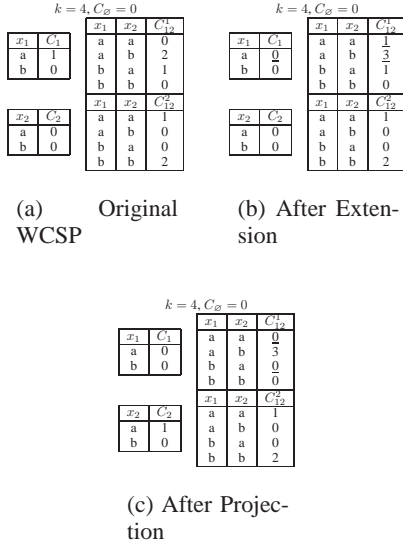 k = 4, C∅ = 0
x1 C1
a 1
b 0
x2 C2
a 0
b 0
x1 x2 C¹12
a a 0
a b 2
b a 1
b b 0
x1 x2 C²12
a a 1
a b 0
b a 0
b b 2
(a) Original
WCSP
k = 4, C∅ = 0
x1 C1
a 0
b 0
x2 C2
a 0
b 0
x1 x2 C¹12
a a 1
a b 3
b a 1
b b 0
x1 x2 C²12
a a 1
a b 0
b a 0
b b 2
(b) After Exten-
sion
k = 4, C∅ = 0
x1 C1
a 0
b 0
x2 C2
a 1
b 0
x1 x2 C¹12
a a 0
a b 3
b a 0
b b 0
x1 x2 C²12
a a 1
a b 0
b a 0
b b 2
(c) After Projec-
tion